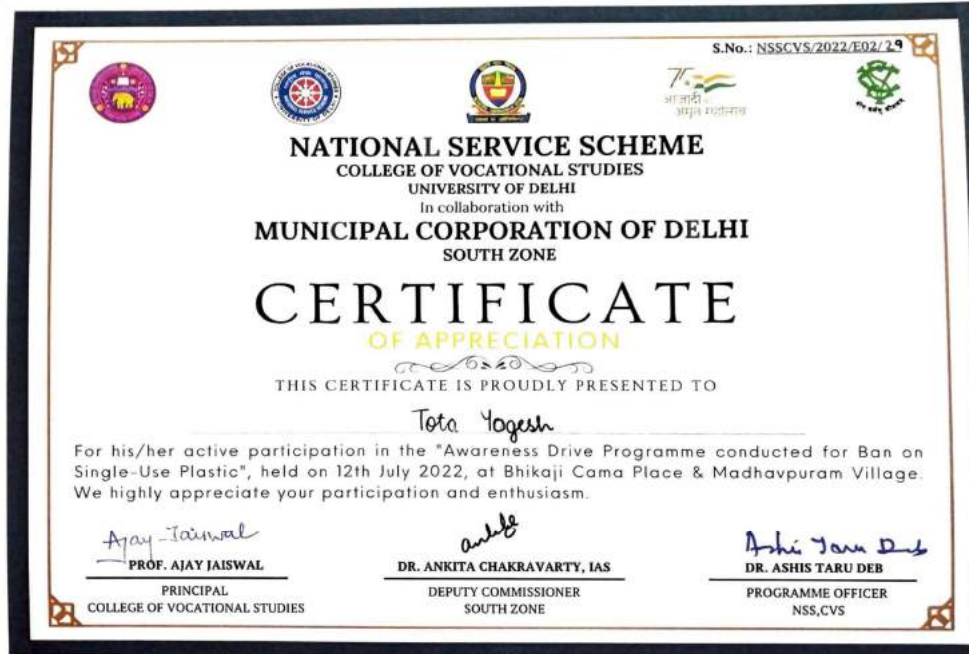 S.No.: NSSCVS/2022/E02/29
आज़ादी का
अमृत महोत्सव
NATIONAL SERVICE SCHEME
COLLEGE OF VOCATIONAL STUDIES
UNIVERSITY OF DELHI
In collaboration with
MUNICIPAL CORPORATION OF DELHI
SOUTH ZONE
CERTIFICATE
OF APPRECIATION
THIS CERTIFICATE IS PROUDLY PRESENTED TO
Tota Yogesh
For his/her active participation in the "Awareness Drive Programme conducted for Ban on
Single-Use Plastic", held on 12th July 2022, at Bhikaji Cama Place & Madhavpuram Village.
We highly appreciate your participation and enthusiasm.
Ajay Jaiswal
Ashis Taru Deb
PROF. AJAY JAISWAL
DR. ANKITA CHAKRAVARTY, IAS
DR. ASHIS TARU DEB
PRINCIPAL
DEPUTY COMMISSIONER
PROGRAMME OFFICER
COLLEGE OF VOCATIONAL STUDIES
SOUTH ZONE
NSS,CVS